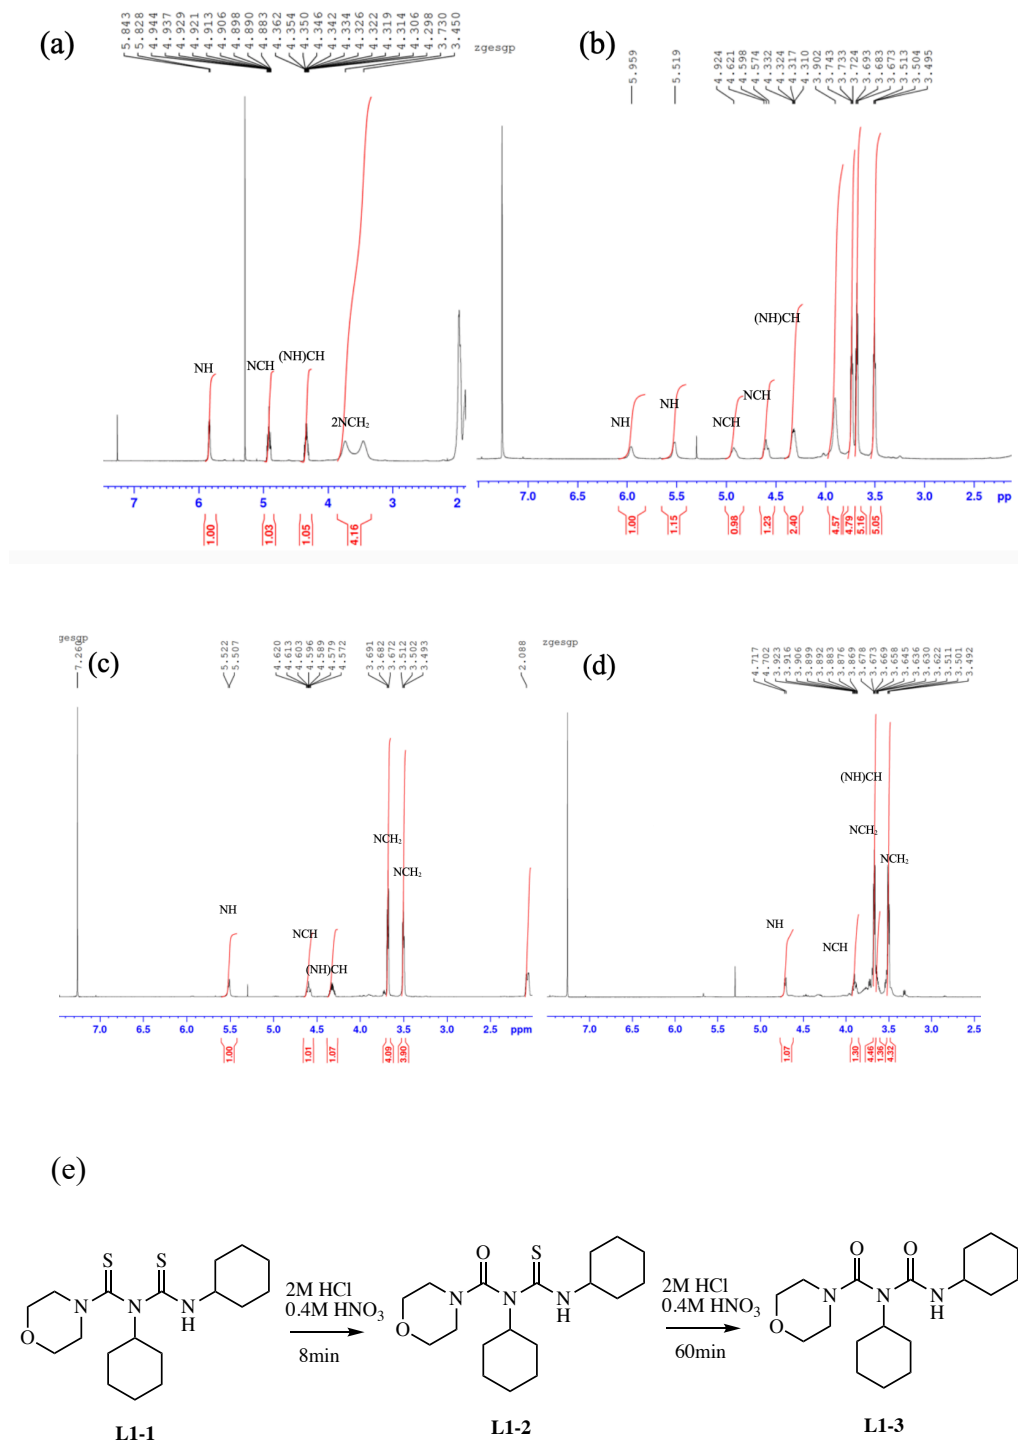 (a)
5.843
5.828
4.944
4.937
4.929
4.921
4.913
4.906
4.898
4.890
4.883
4.362
4.354
4.350
4.346
4.342
4.334
4.326
4.322
4.319
4.314
4.306
4.298
3.730
3.450
zgesgp
NH
NCH
(NH)CH
2NCH₂
7 6 5 4 3 2
1.00
1.03
1.05
4.16
(b)
5.959
5.519
4.924
4.621
4.598
4.574
4.332
4.324
4.317
4.310
3.902
3.743
3.733
3.724
3.693
3.683
3.673
3.513
3.504
3.495
NH
NH
NCH
NCH
(NH)CH
7.0 6.0 5.5 5.0 4.5 4.0 3.5 3.0 2.5 pp
1.00
1.15
0.98
1.23
2.40
4.57
4.79
5.16
5.05
zgesgp
(c)
7.260
5.522
5.507
4.620
4.613
4.603
4.596
4.589
4.579
4.572
3.691
3.682
3.672
3.512
3.502
3.493
2.088
NH
NCH
(NH)CH
NCH₂
NCH₂
7.0 6.0 5.5 5.0 4.5 4.0 3.5 3.0 2.5 ppm
1.00
1.01
1.07
4.09
3.90
zgesgp
(d)
4.717
4.702
3.923
3.916
3.906
3.899
3.892
3.883
3.876
3.869
3.678
3.673
3.669
3.658
3.645
3.636
3.630
3.622
3.511
3.501
3.492
NH
NCH
(NH)CH
NCH₂
NCH₂
7.0 6.0 5.5 5.0 4.5 4.0 3.5 3.0 2.5
1.07
1.30
4.46
1.36
4.32
(e)
S S
N N N
H
O
2M HCl
0.4M HNO₃
8min
L1-1
O S
N N N
H
O
2M HCl
0.4M HNO₃
60min
L1-2
O O
N N N
H
O
L1-3